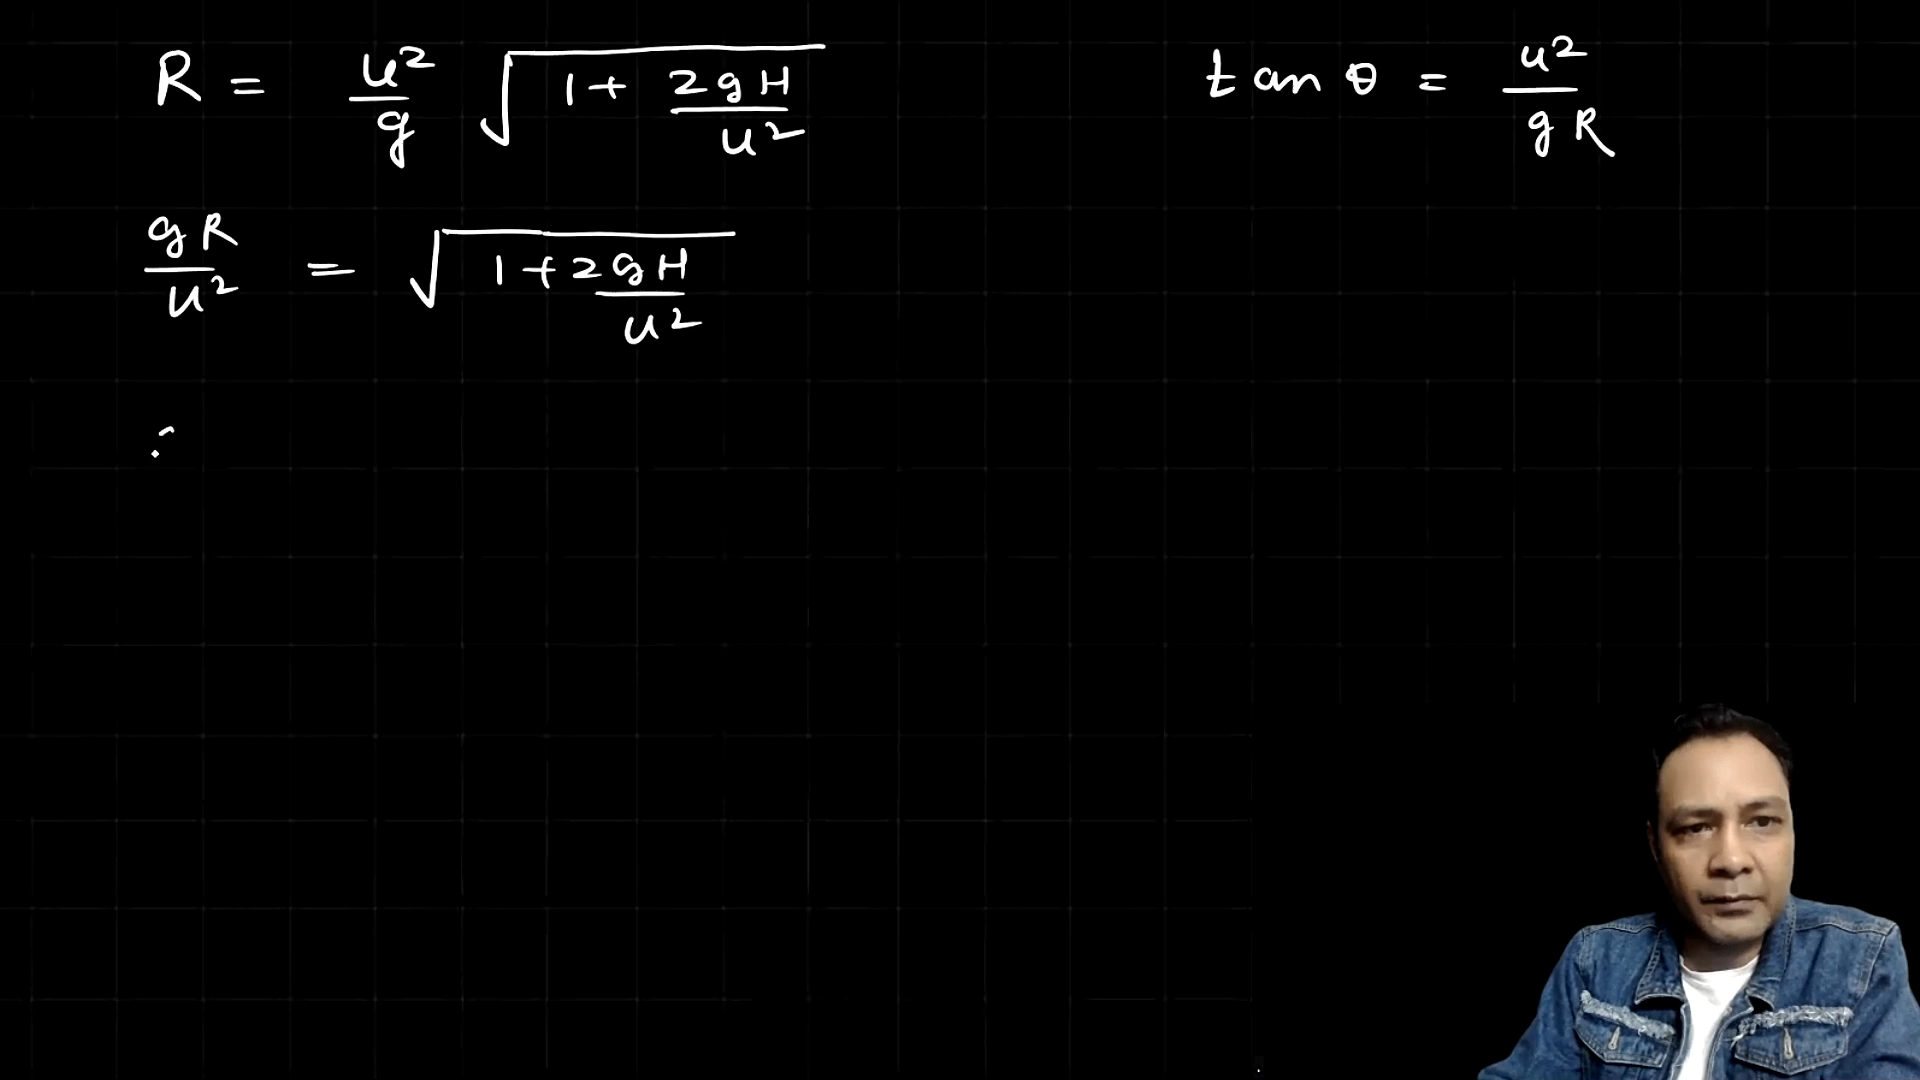 R = u²/g √(1 + 2gH/u²)
tan θ = u²/gR
gR/u² = √(1 + 2gH/u²)